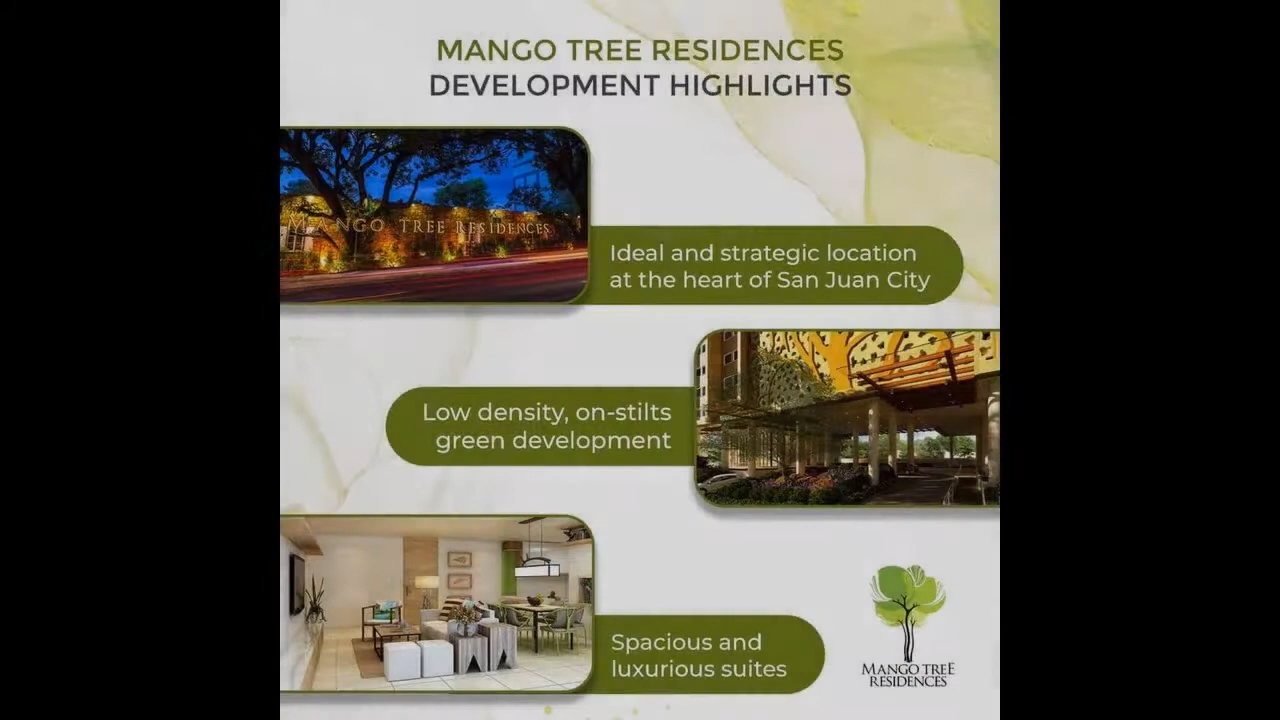 MANGO TREE RESIDENCES
DEVELOPMENT HIGHLIGHTS
MANGO TREE RESIDENCES
Ideal and strategic location
at the heart of San Juan City
Low density, on-stilts
green development
Spacious and
luxurious suites
MANGO TREE
RESIDENCES